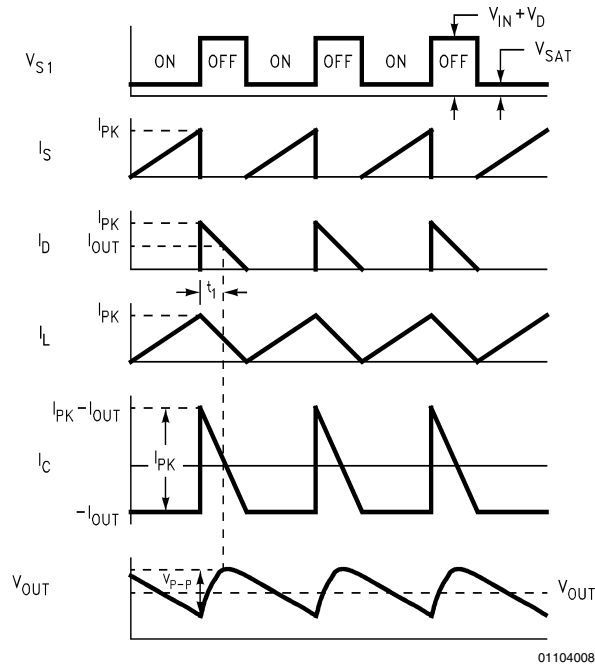 V_IN + V_D
V_S1
ON OFF ON OFF ON OFF
V_SAT
I_PK
I_S
I_PK
I_D
I_OUT
t_1
I_PK
I_L
I_PK – I_OUT
I_C
I_PK
–I_OUT
V_OUT
V_P–P
V_OUT
01104008